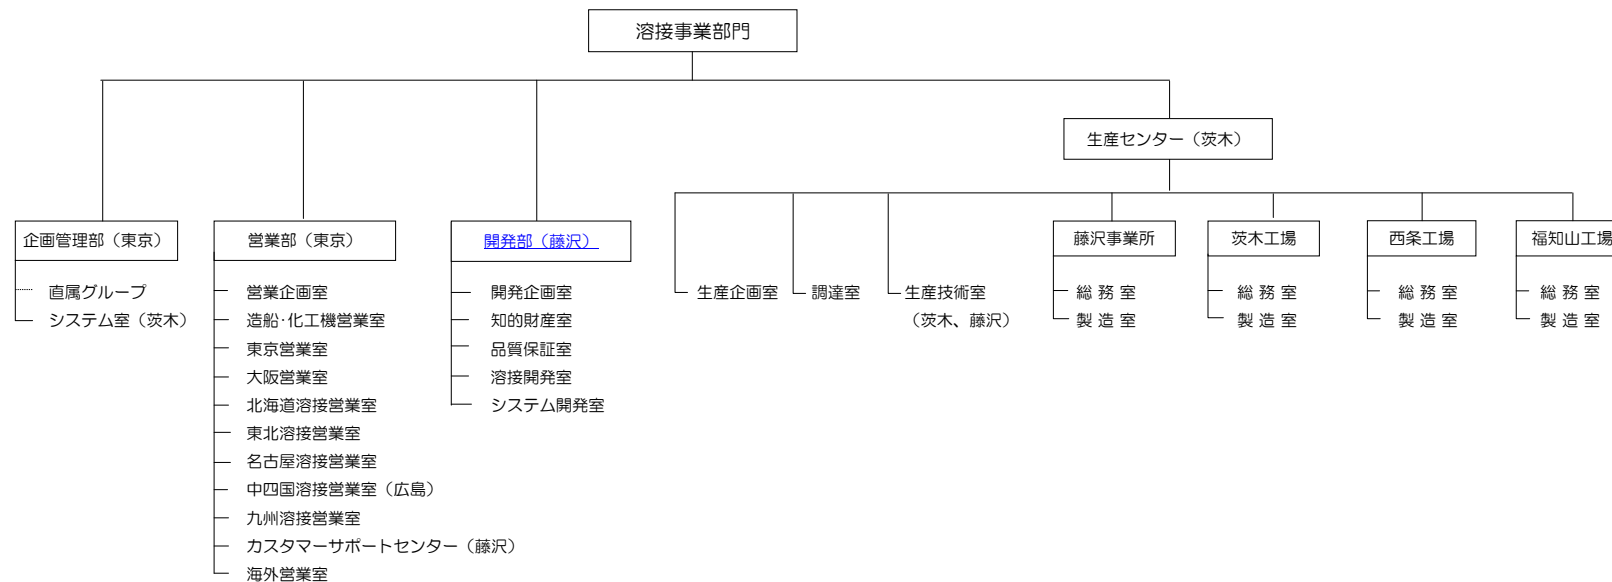 溶接事業部門
生産センター（茨木）
企画管理部（東京）
直属グループ
システム室（茨木）
営業部（東京）
営業企画室
造船･化工機営業室
東京営業室
大阪営業室
北海道溶接営業室
東北溶接営業室
名古屋溶接営業室
中四国溶接営業室（広島）
九州溶接営業室
カスタマーサポートセンター（藤沢）
海外営業室
開発部（藤沢）
開発企画室
知的財産室
品質保証室
溶接開発室
システム開発室
生産企画室
調達室
生産技術室
（茨木、藤沢）
藤沢事業所
総 務 室
製 造 室
茨木工場
総 務 室
製 造 室
西条工場
総 務 室
製 造 室
福知山工場
総 務 室
製 造 室